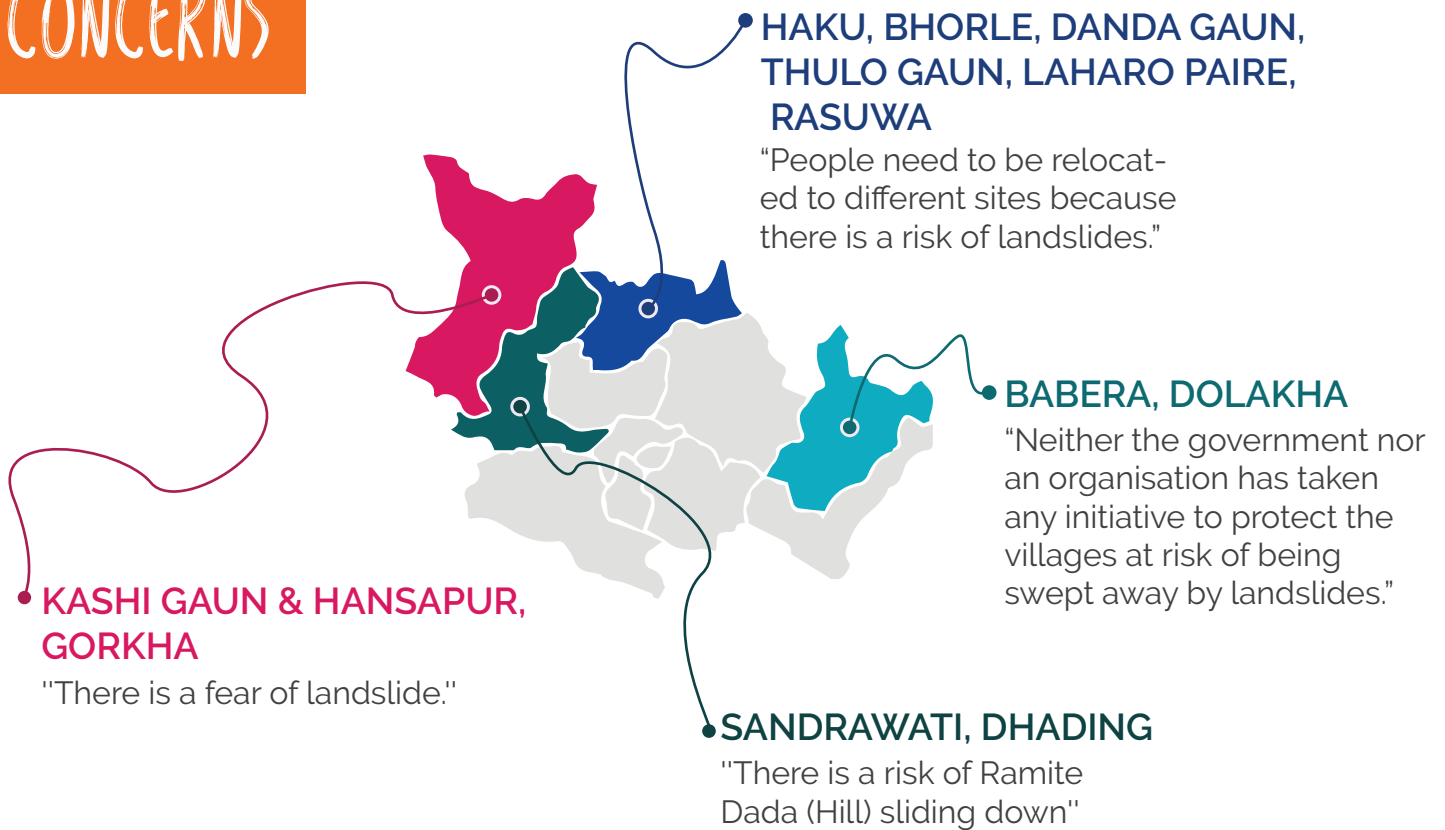 CONCERNS
HAKU, BHORLE, DANDA GAUN,
THULO GAUN, LAHARO PAIRE,
RASUWA
“People need to be relocat-
ed to different sites because
there is a risk of landslides.”
BABERA, DOLAKHA
“Neither the government nor
an organisation has taken
any initiative to protect the
villages at risk of being
swept away by landslides.”
KASHI GAUN & HANSAPUR,
GORKHA
"There is a fear of landslide."
SANDRAWATI, DHADING
"There is a risk of Ramite
Dada (Hill) sliding down"